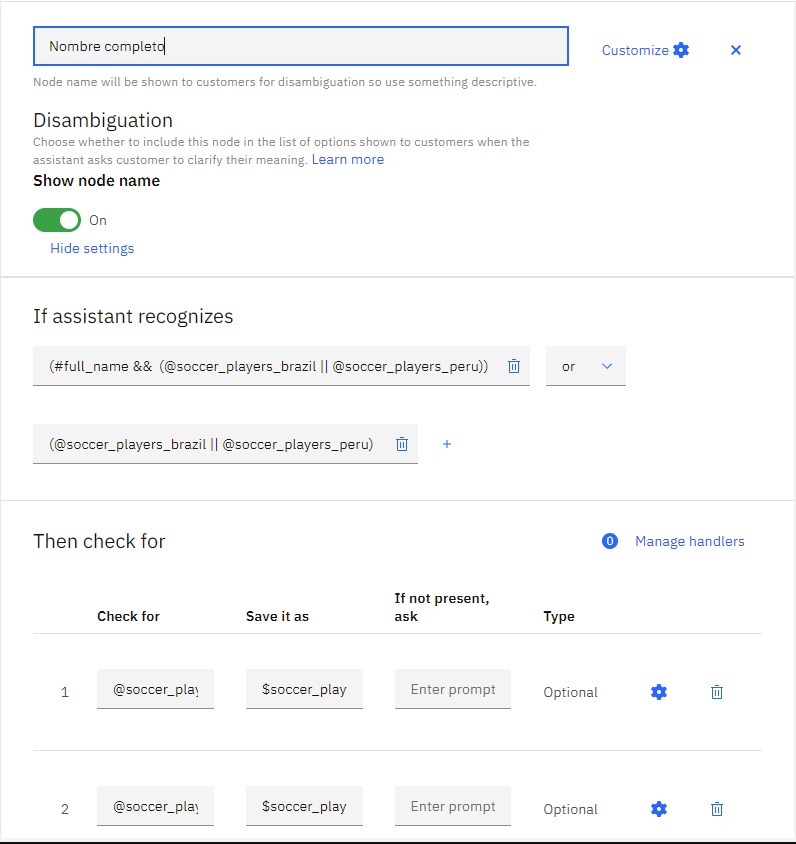 Nombre completo
Customize
Node name will be shown to customers for disambiguation so use something descriptive.
Disambiguation
Choose whether to include this node in the list of options shown to customers when the
assistant asks customer to clarify their meaning. Learn more
Show node name
On
Hide settings
If assistant recognizes
(#full_name && (@soccer_players_brazil || @soccer_players_peru))
or
(@soccer_players_brazil || @soccer_players_peru)
+
Then check for
0 Manage handlers
Check for Save it as If not present, ask Type
1 @soccer_play $soccer_play Enter prompt Optional
2 @soccer_play $soccer_play Enter prompt Optional